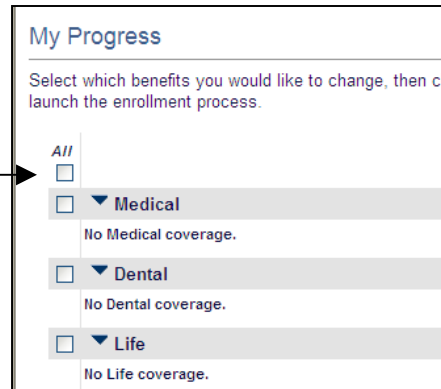 My Progress
Select which benefits you would like to change, then
launch the enrollment process.
All
Medical
No Medical coverage.
Dental
No Dental coverage.
Life
No Life coverage.